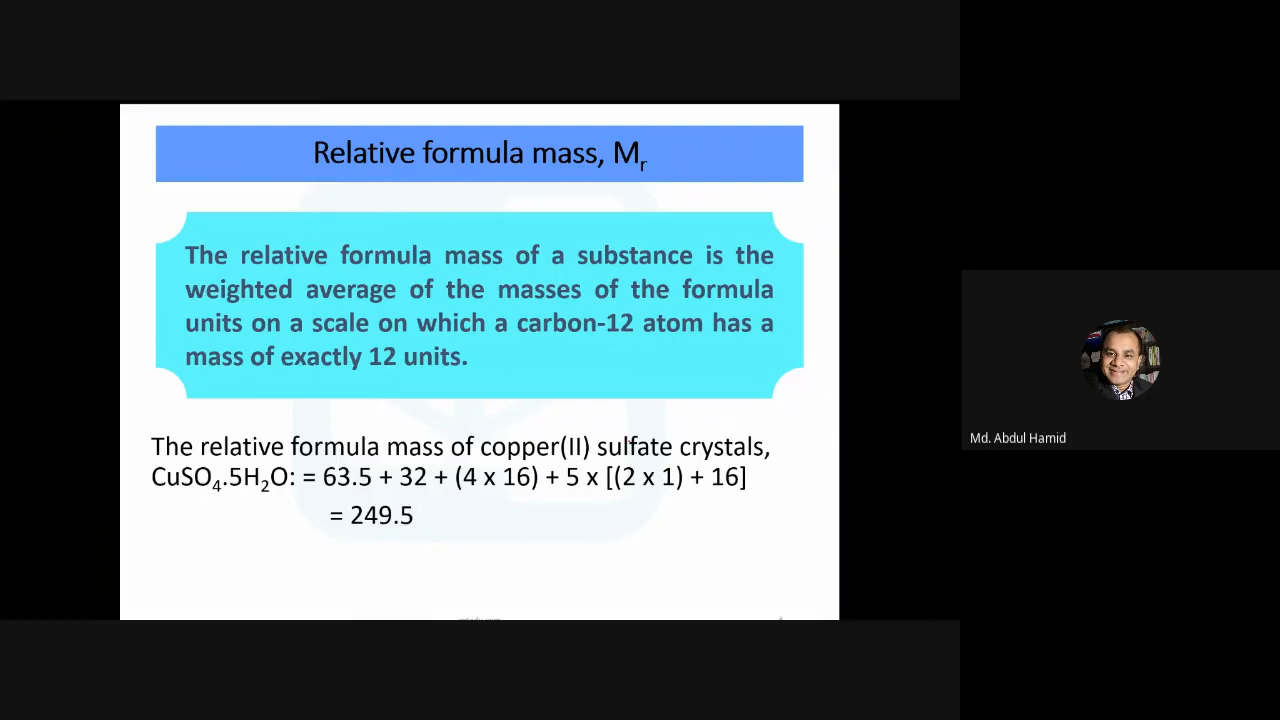 Relative formula mass, Mr
The relative formula mass of a substance is the
weighted average of the masses of the formula
units on a scale on which a carbon-12 atom has a
mass of exactly 12 units.
The relative formula mass of copper(II) sulfate crystals,
CuSO4.5H2O: = 63.5 + 32 + (4 x 16) + 5 x [(2 x 1) + 16]
= 249.5
Md. Abdul Hamid